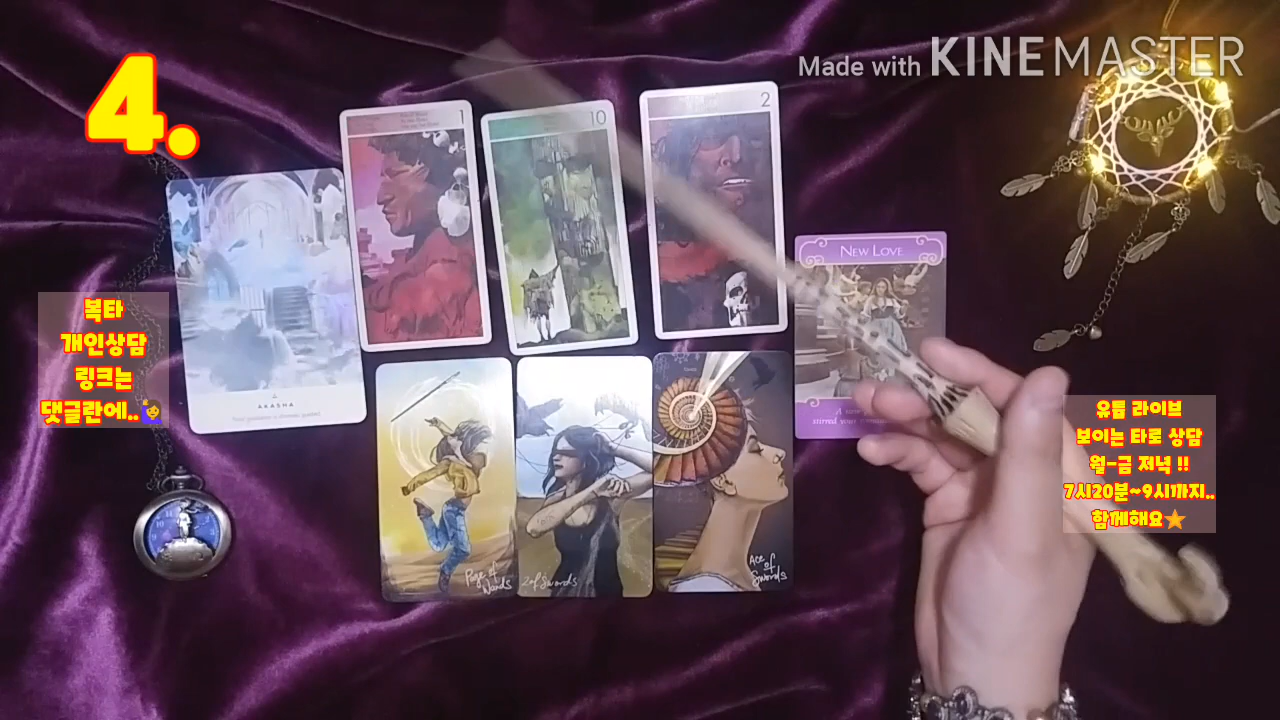 Made with KINEMASTER
4.
1
10
2
NEW LOVE
AKASHA
복타
개인상담
링크는
댓글란에..🙋‍♀️
유튭 라이브
보이는 타로 상담
월-금 저녁 !!
7시20분~9시까지..
함께해요⭐
Page of
Wands
2 of Swords
Ace
of
Swords